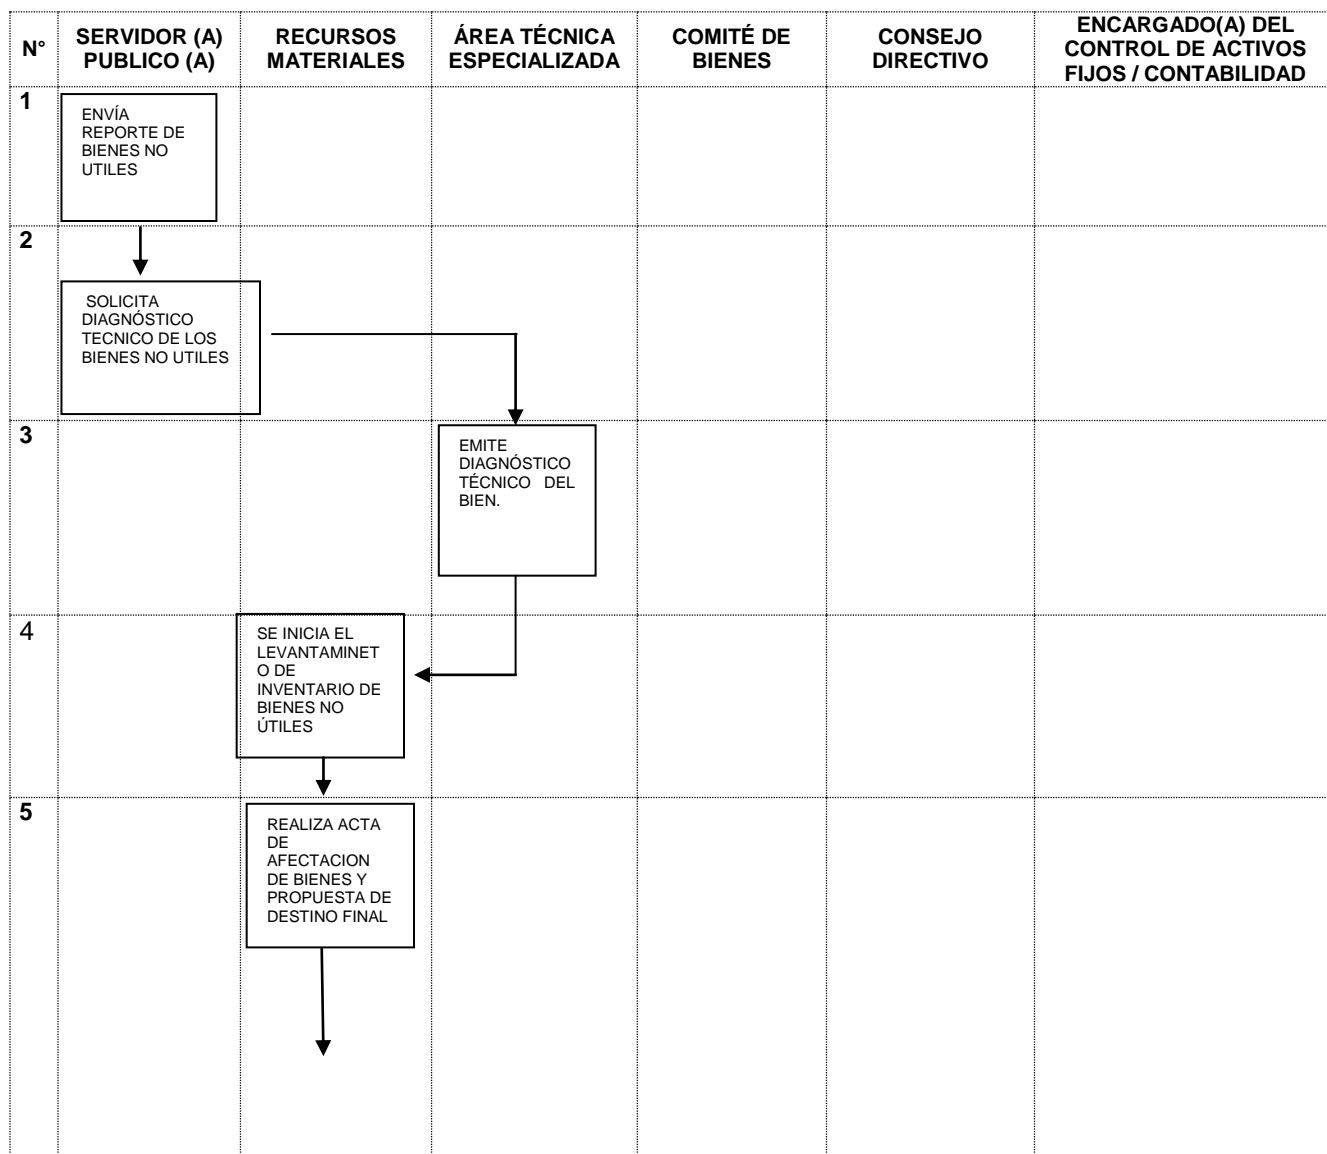 N°
SERVIDOR (A)
PUBLICO (A)
RECURSOS
MATERIALES
ÁREA TÉCNICA
ESPECIALIZADA
COMITÉ DE
BIENES
CONSEJO
DIRECTIVO
ENCARGADO(A) DEL
CONTROL DE ACTIVOS
FIJOS / CONTABILIDAD
1
ENVÍA
REPORTE DE
BIENES NO
UTILES
2
SOLICITA
DIAGNÓSTICO
TECNICO DE LOS
BIENES NO UTILES
3
EMITE
DIAGNÓSTICO
TÉCNICO DEL
BIEN.
4
SE INICIA EL
LEVANTAMINET
O DE
INVENTARIO DE
BIENES NO
ÚTILES
5
REALIZA ACTA
DE
AFECTACION
DE BIENES Y
PROPUESTA DE
DESTINO FINAL